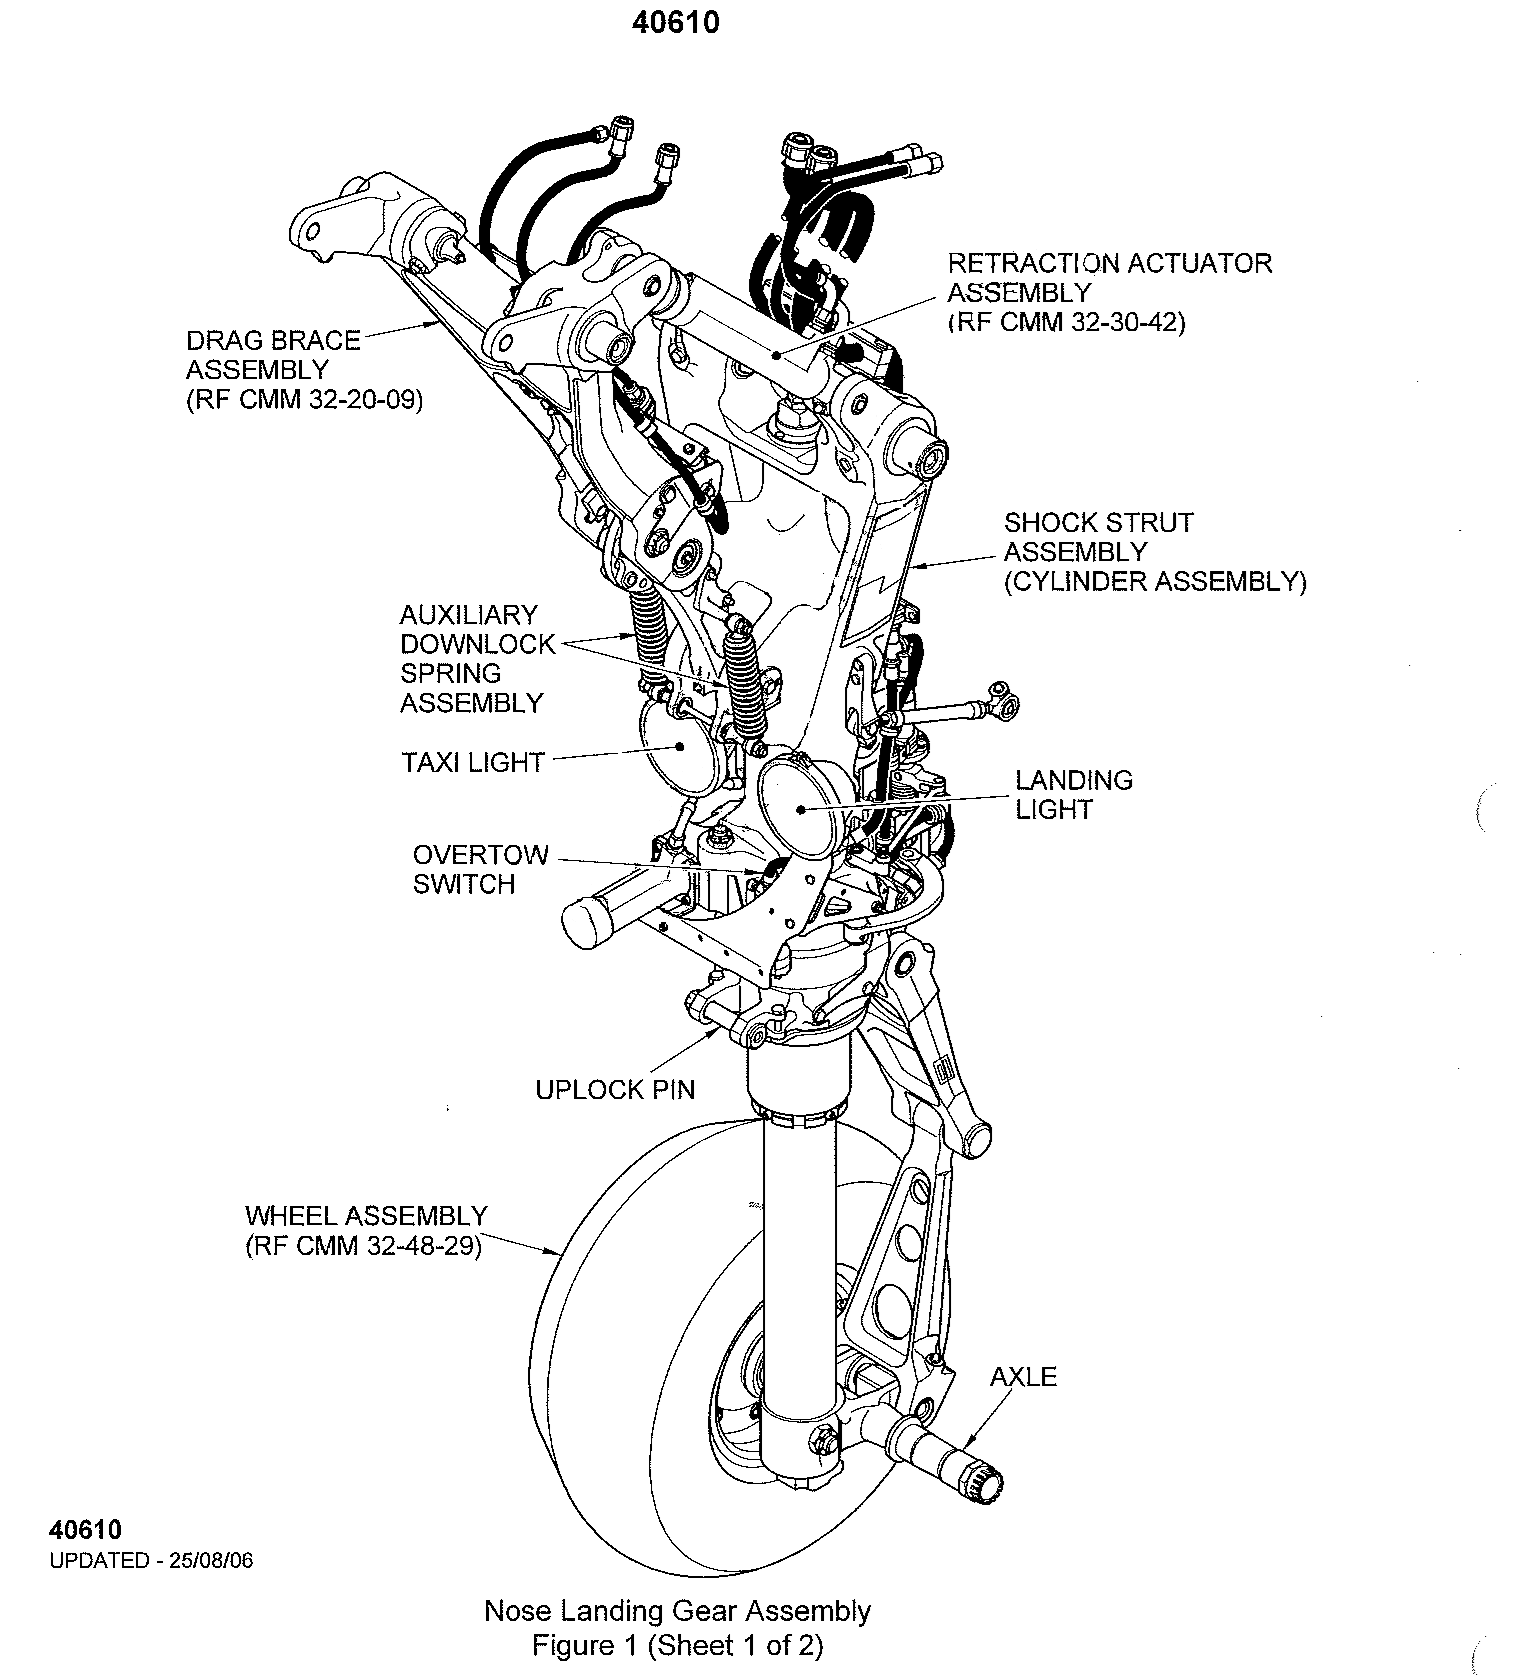 40610
RETRACTION ACTUATOR
ASSEMBLY
(RF CMM 32-30-42)
DRAG BRACE
ASSEMBLY
(RF CMM 32-20-09)
SHOCK STRUT
ASSEMBLY
(CYLINDER ASSEMBLY)
AUXILIARY
DOWNLOCK
SPRING
ASSEMBLY
TAXI LIGHT
LANDING
LIGHT
OVERTOW
SWITCH
UPLOCK PIN
WHEEL ASSEMBLY
(RF CMM 32-48-29)
AXLE
40610
UPDATED - 25/08/06
Nose Landing Gear Assembly
Figure 1 (Sheet 1 of 2)